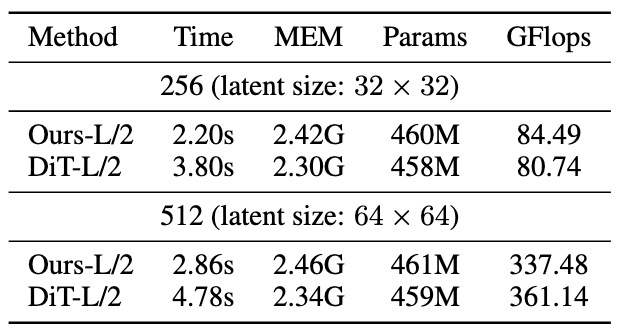 Method Time MEM Params GFlops
256 (latent size: 32 × 32)
Ours-L/2 2.20s 2.42G 460M 84.49
DiT-L/2 3.80s 2.30G 458M 80.74
512 (latent size: 64 × 64)
Ours-L/2 2.86s 2.46G 461M 337.48
DiT-L/2 4.78s 2.34G 459M 361.14